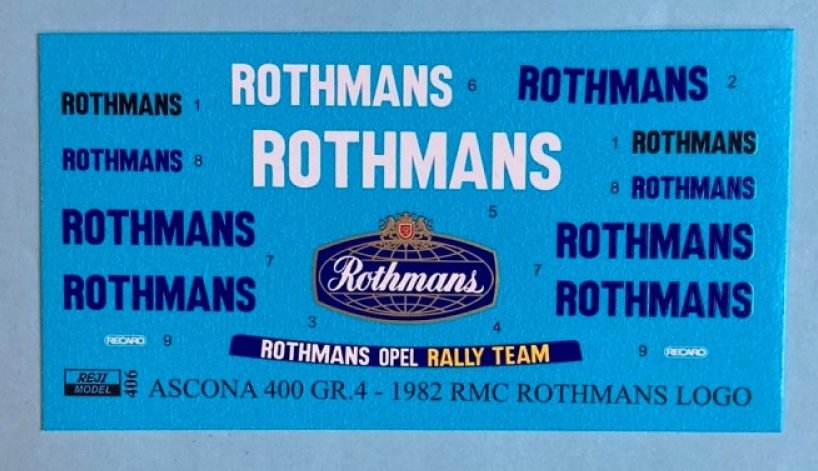 ROTHMANS 6
ROTHMANS 2
ROTHMANS 1
1 ROTHMANS
ROTHMANS
ROTHMANS 8
8 ROTHMANS
5
ROTHMANS
ROTHMANS
7
7
ROTHMANS
ROTHMANS
Rothmans
3
4
RECARO 9
9 RECARO
ROTHMANS OPEL RALLY TEAM
REJI
MODEL
406
ASCONA 400 GR.4 - 1982 RMC ROTHMANS LOGO